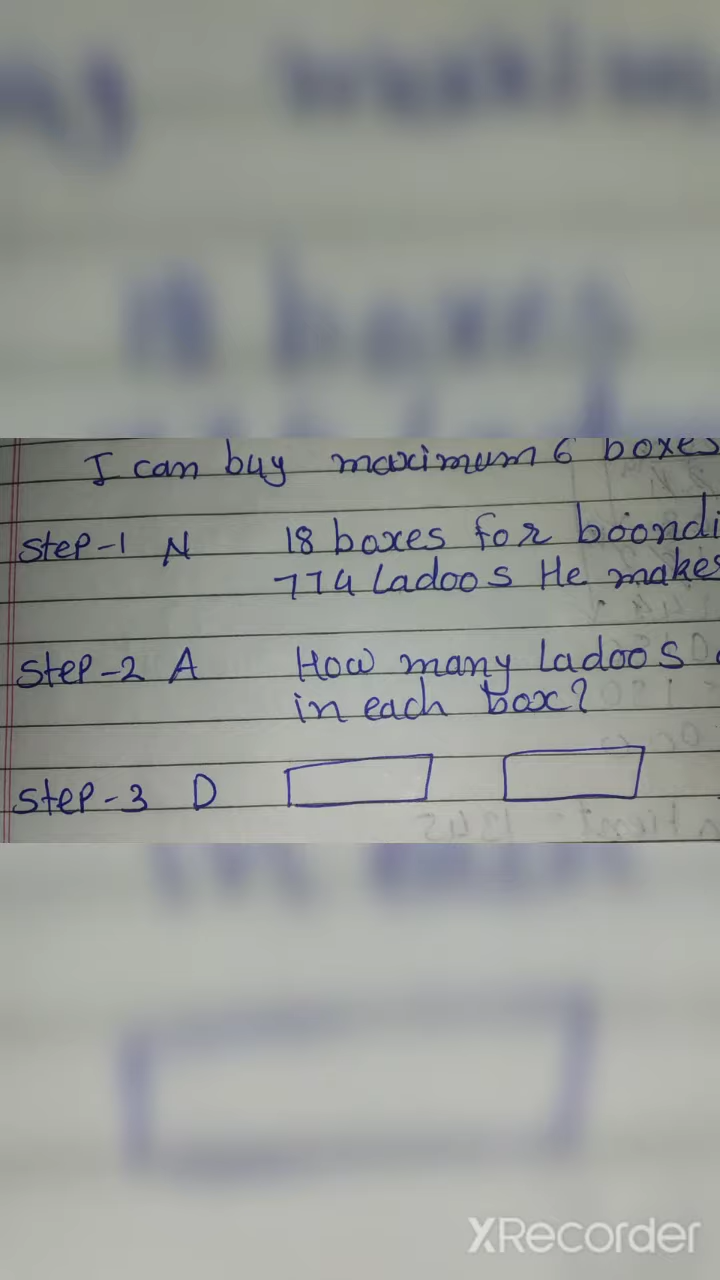 I can buy maximum 6 boxes
Step-1 N 18 boxes for boondi
774 Ladoos He makes
Step-2 A How many Ladoos
in each box?
Step-3 D
XRecorder